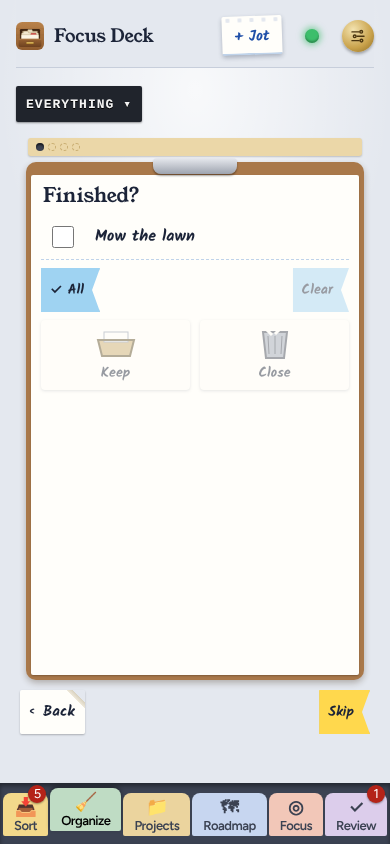 Focus Deck
+ Jot
EVERYTHING ▾
Finished?
Mow the lawn
✓ All
Clear
Keep
Close
‹ Back
Skip
5
1
Sort
Organize
Projects
Roadmap
Focus
Review